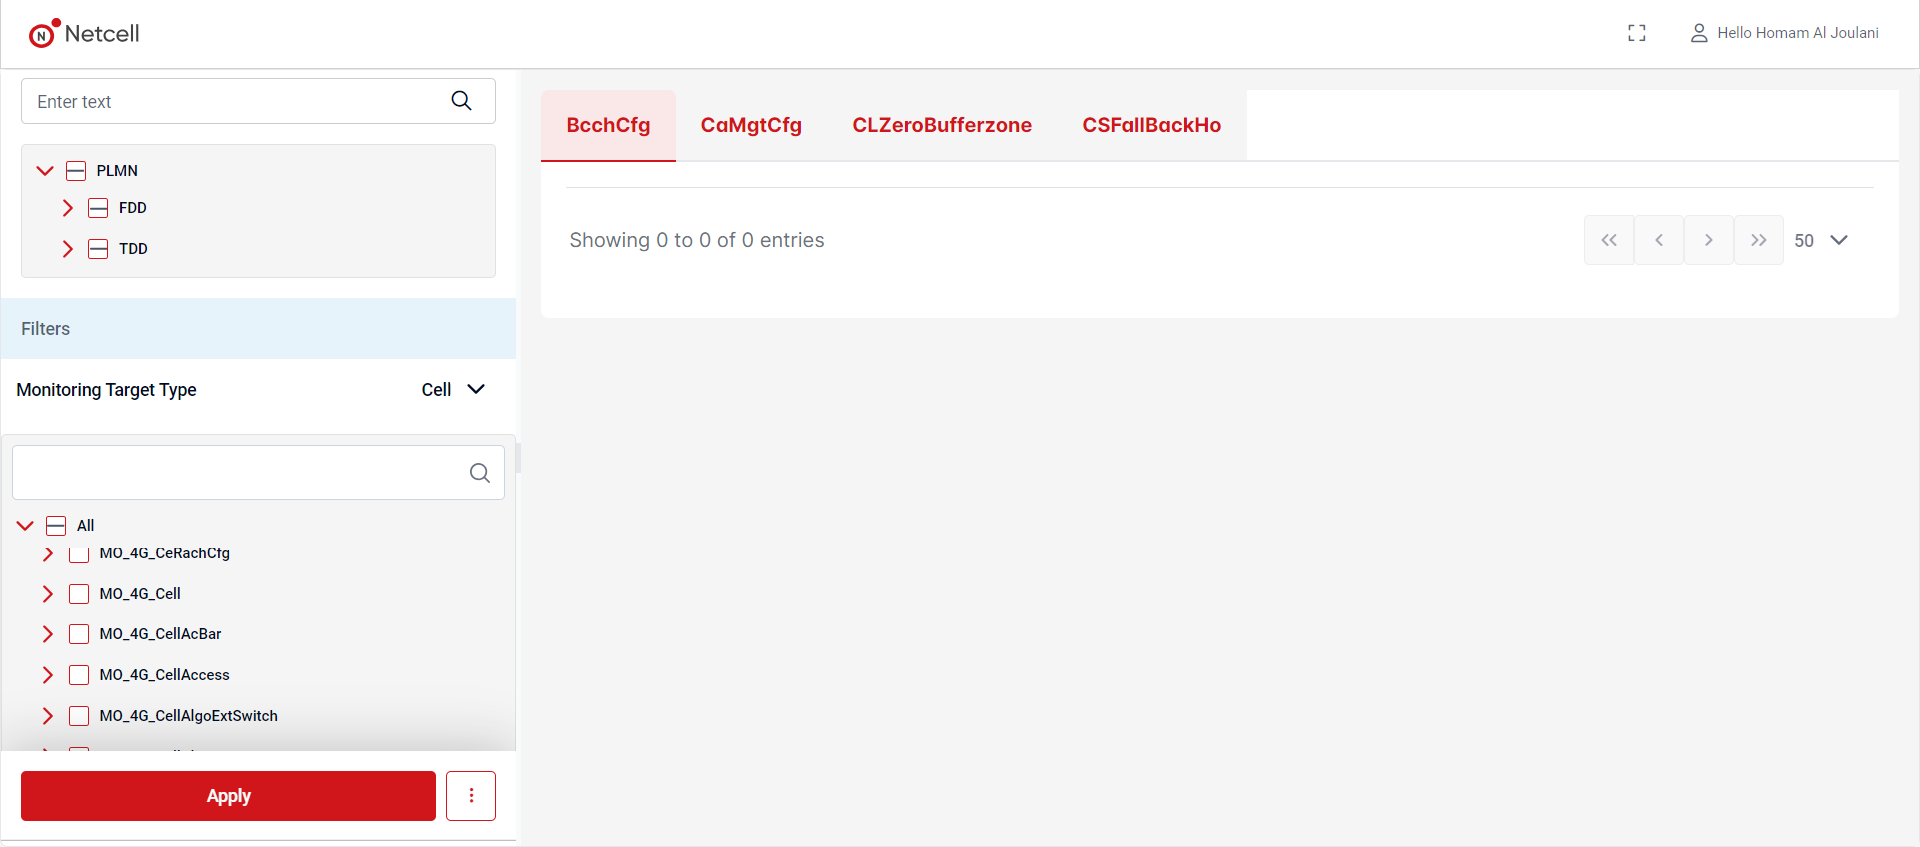 N Netcell
Hello Homam Al Joulani
Enter text
PLMN
FDD
TDD
Filters
Monitoring Target Type
Cell
All
MO_4G_CeRachCfg
MO_4G_Cell
MO_4G_CellAcBar
MO_4G_CellAccess
MO_4G_CellAlgoExtSwitch
Apply
BcchCfg CaMgtCfg CLZeroBufferzone CSFallBackHo
Showing 0 to 0 of 0 entries
50